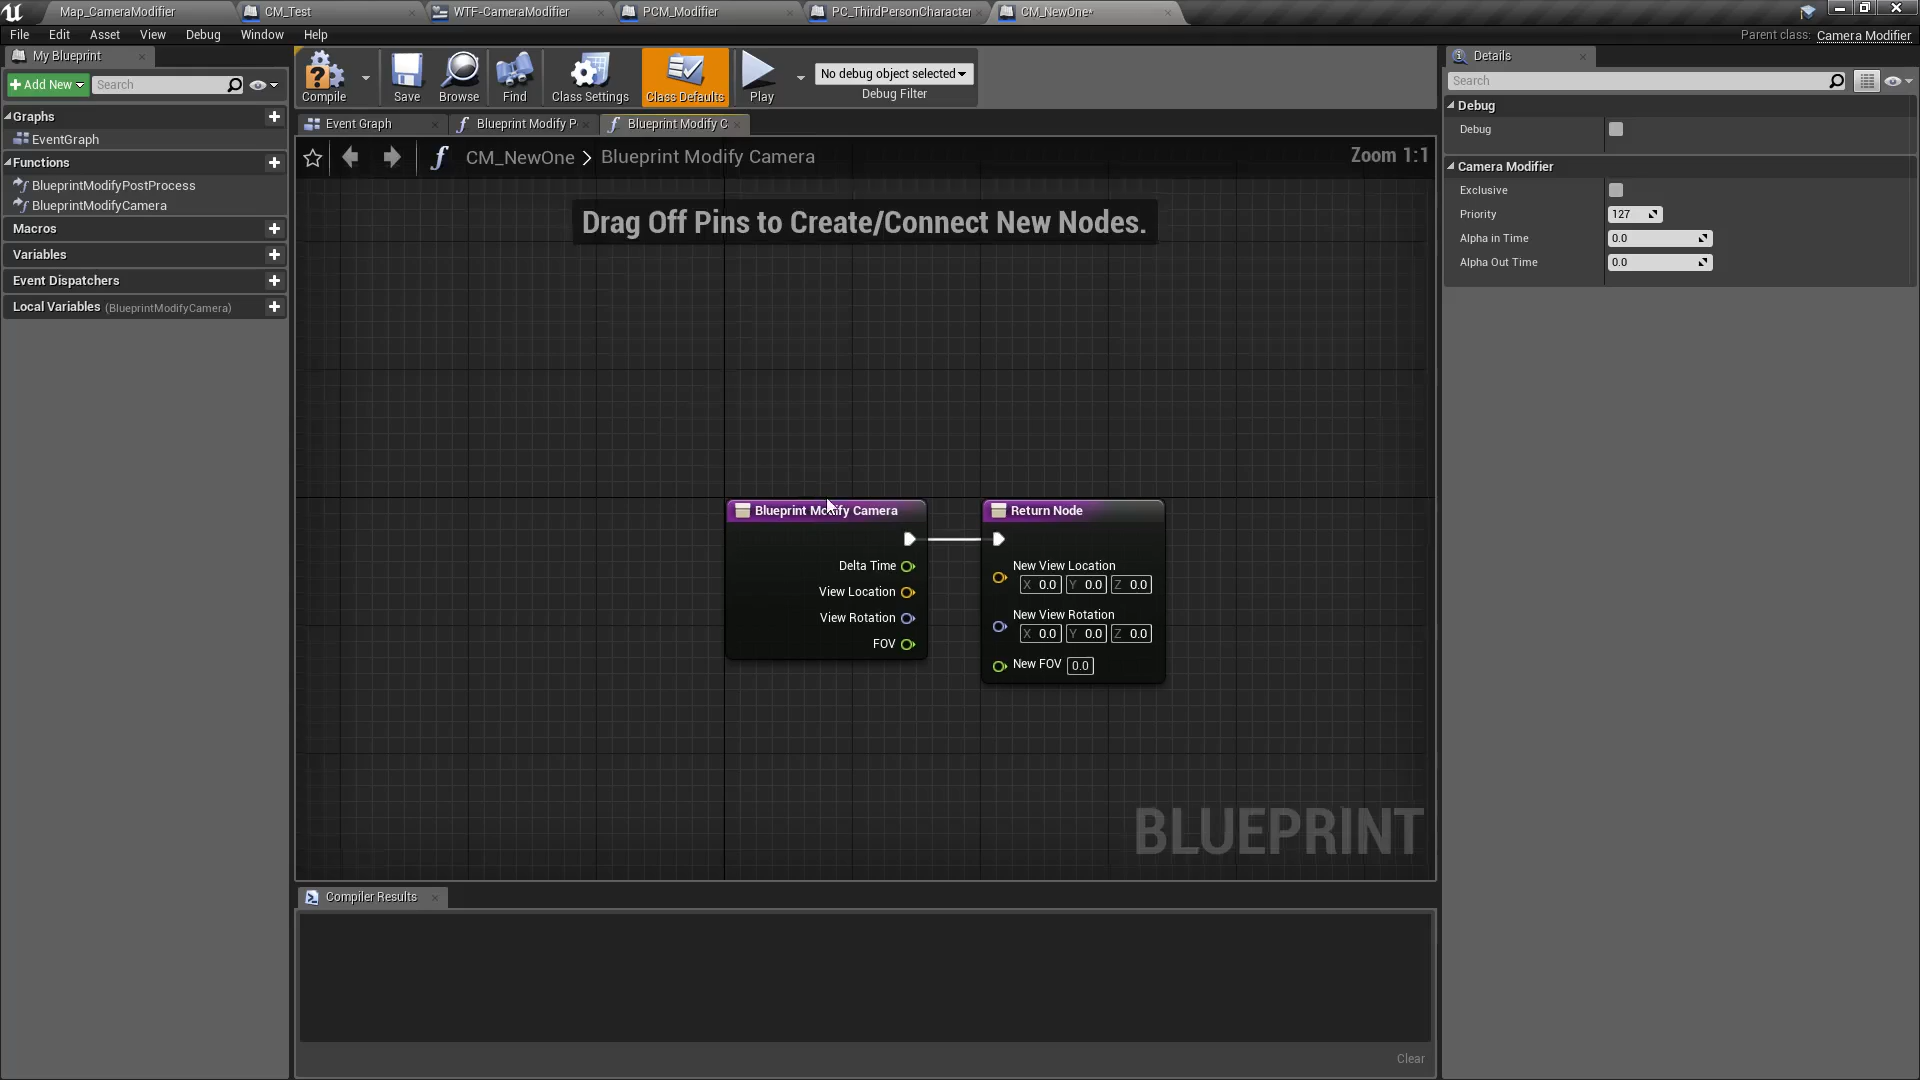 Map_CameraModifier
CM_Test
WTF-CameraModifier
PCM_Modifier
PC_ThirdPersonCharacter
CM_NewOne*
File Edit Asset View Debug Window Help
Parent class: Camera Modifier
My Blueprint
Add New
Search
Graphs
EventGraph
Functions
BlueprintModifyPostProcess
BlueprintModifyCamera
Macros
Variables
Event Dispatchers
Local Variables (BlueprintModifyCamera)
Compile
Save
Browse
Find
Class Settings
Class Defaults
Play
No debug object selected
Debug Filter
Event Graph
Blueprint Modify P
Blueprint Modify C
CM_NewOne > Blueprint Modify Camera
Zoom 1:1
Drag Off Pins to Create/Connect New Nodes.
Blueprint Modify Camera
Delta Time
View Location
View Rotation
FOV
Return Node
New View Location
X 0.0 Y 0.0 Z 0.0
New View Rotation
X 0.0 Y 0.0 Z 0.0
New FOV 0.0
BLUEPRINT
Compiler Results
Clear
Details
Search
Debug
Debug
Camera Modifier
Exclusive
Priority 127
Alpha in Time 0.0
Alpha Out Time 0.0